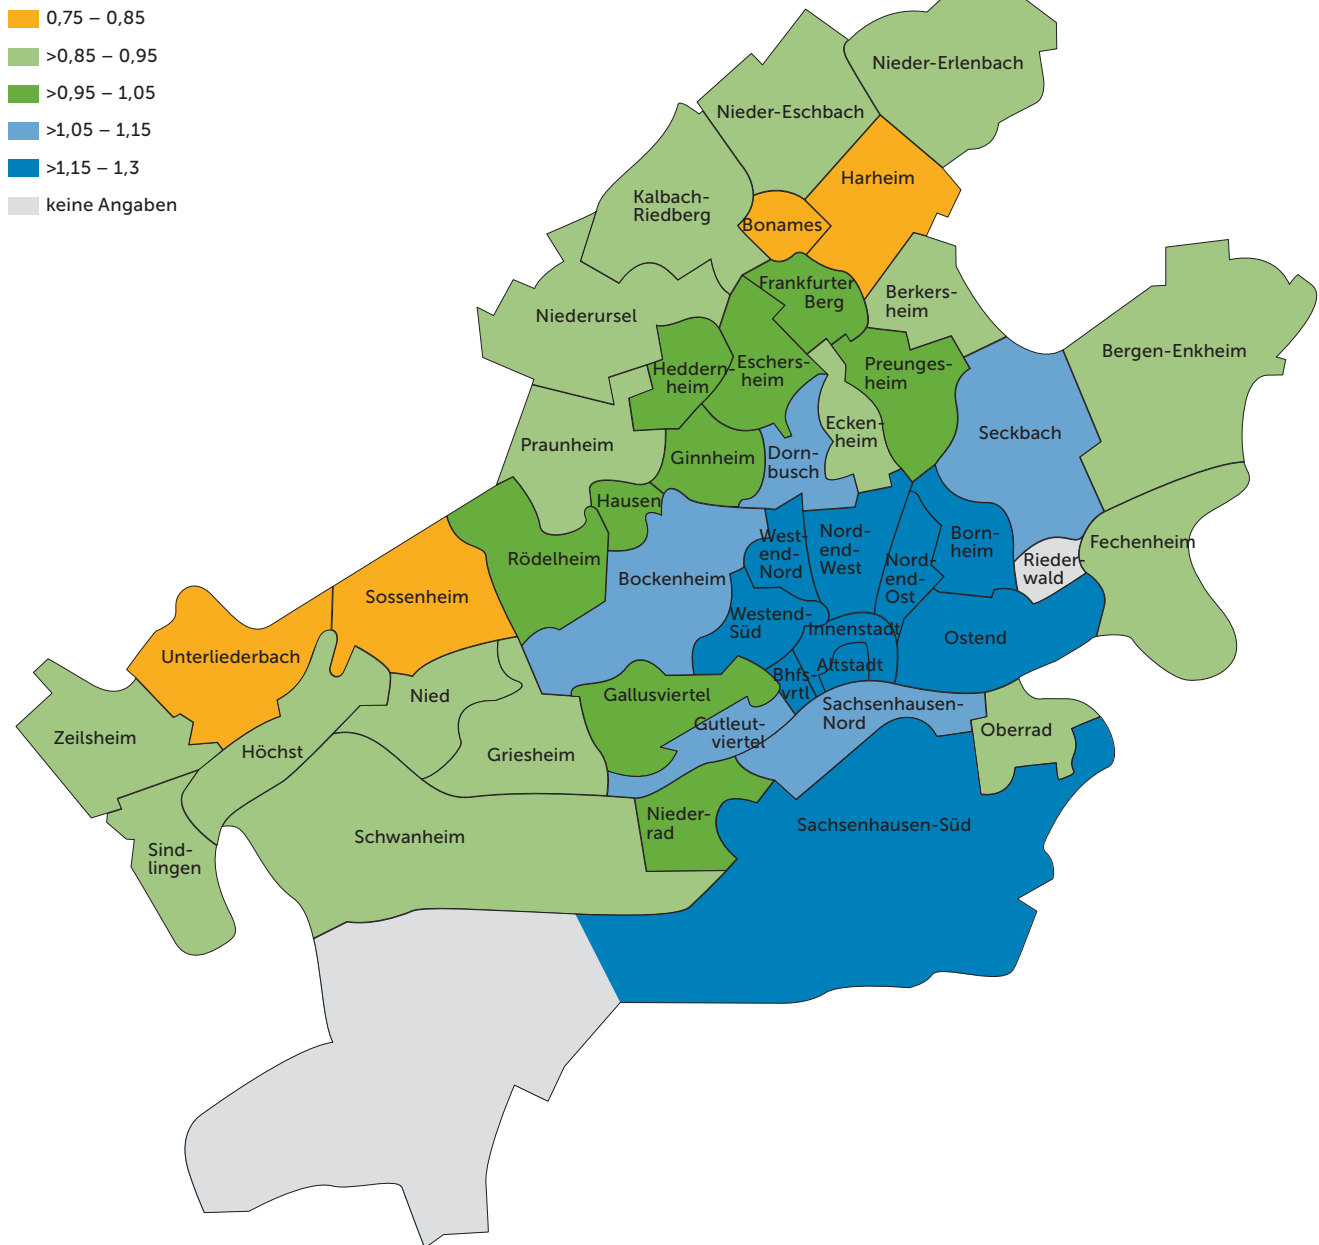 0,75 – 0,85
>0,85 – 0,95
>0,95 – 1,05
>1,05 – 1,15
>1,15 – 1,3
keine Angaben
Nieder-Erlenbach
Nieder-Eschbach
Harheim
Kalbach-
Riedberg
Bonames
Frankfurter
Berg
Berkers-
heim
Niederursel
Bergen-Enkheim
Heddern-
heim
Eschers-
heim
Preunges-
heim
Praunheim
Ginnheim
Dorn-
busch
Ecken-
heim
Seckbach
Hausen
Rödelheim
Bockenheim
West-
end-
Nord
Nord-
end-
West
Nord-
end-
Ost
Born-
heim
Rieder-
wald
Fechenheim
Sossenheim
Unterliederbach
Westend-
Süd
Innenstadt
Ostend
Altstadt
Bhfs-
vrtl
Zeilsheim
Höchst
Nied
Griesheim
Gallusviertel
Gutleut-
viertel
Sachsenhausen-
Nord
Oberrad
Sind-
lingen
Schwanheim
Nieder-
rad
Sachsenhausen-Süd